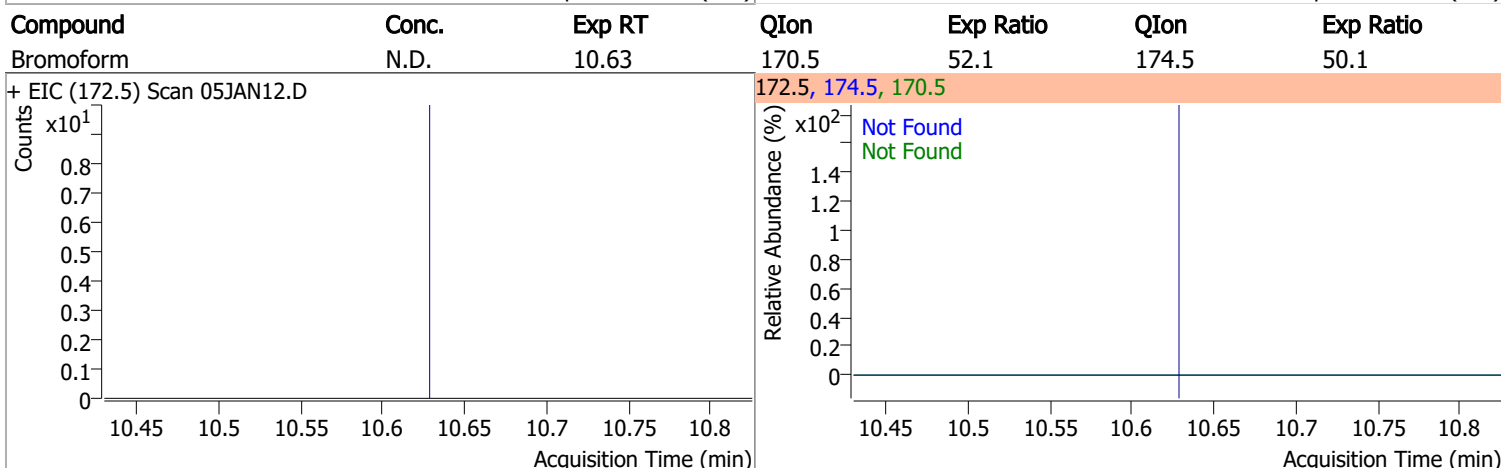 Compound Conc. Exp RT QIon Exp Ratio QIon Exp Ratio
Bromoform N.D. 10.63 170.5 52.1 174.5 50.1
+ EIC (172.5) Scan 05JAN12.D
Counts
x10¹
0.8
0.7
0.6
0.5
0.4
0.3
0.2
0.1
0
10.45 10.5 10.55 10.6 10.65 10.7 10.75 10.8
Acquisition Time (min)
172.5, 174.5, 170.5
Relative Abundance (%)
x10²
Not Found
Not Found
1.4
1.2
1
0.8
0.6
0.4
0.2
0
10.45 10.5 10.55 10.6 10.65 10.7 10.75 10.8
Acquisition Time (min)